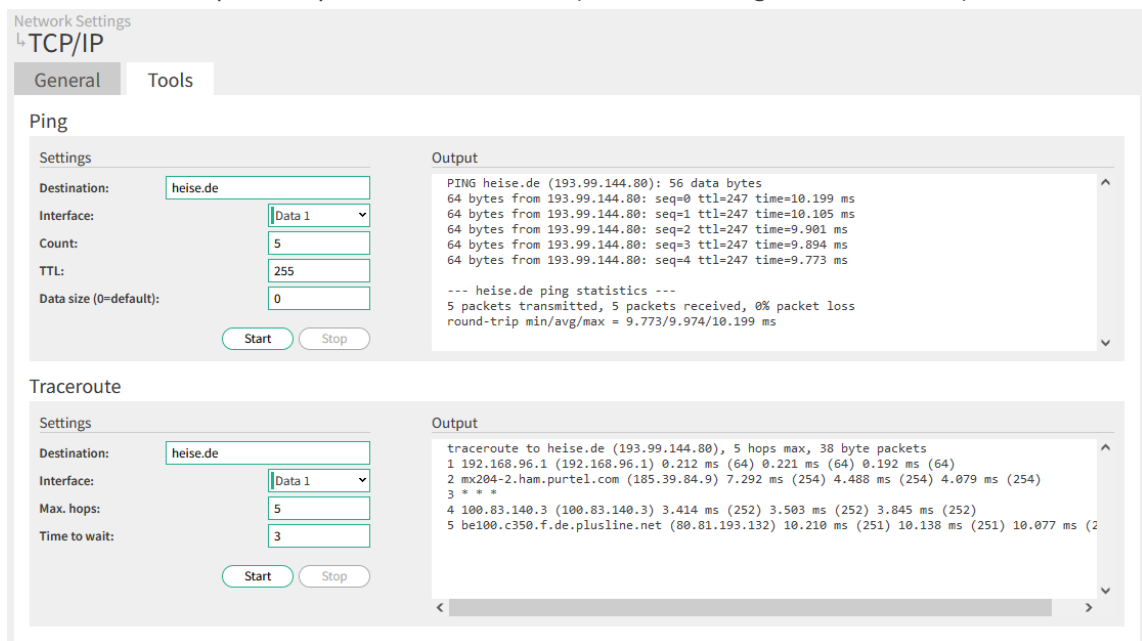 Network Settings
↳ TCP/IP
General Tools
Ping
Settings
Destination: heise.de
Interface: Data 1
Count: 5
TTL: 255
Data size (0=default): 0
Start Stop
Output
PING heise.de (193.99.144.80): 56 data bytes
64 bytes from 193.99.144.80: seq=0 ttl=247 time=10.199 ms
64 bytes from 193.99.144.80: seq=1 ttl=247 time=10.105 ms
64 bytes from 193.99.144.80: seq=2 ttl=247 time=9.901 ms
64 bytes from 193.99.144.80: seq=3 ttl=247 time=9.894 ms
64 bytes from 193.99.144.80: seq=4 ttl=247 time=9.773 ms
--- heise.de ping statistics ---
5 packets transmitted, 5 packets received, 0% packet loss
round-trip min/avg/max = 9.773/9.974/10.199 ms
Traceroute
Settings
Destination: heise.de
Interface: Data 1
Max. hops: 5
Time to wait: 3
Start Stop
Output
traceroute to heise.de (193.99.144.80), 5 hops max, 38 byte packets
1 192.168.96.1 (192.168.96.1) 0.212 ms (64) 0.221 ms (64) 0.192 ms (64)
2 mx204-2.ham.purtel.com (185.39.84.9) 7.292 ms (254) 4.488 ms (254) 4.079 ms (254)
3 * * *
4 100.83.140.3 (100.83.140.3) 3.414 ms (252) 3.503 ms (252) 3.845 ms (252)
5 be100.c350.f.de.plusline.net (80.81.193.132) 10.210 ms (251) 10.138 ms (251) 10.077 ms (2